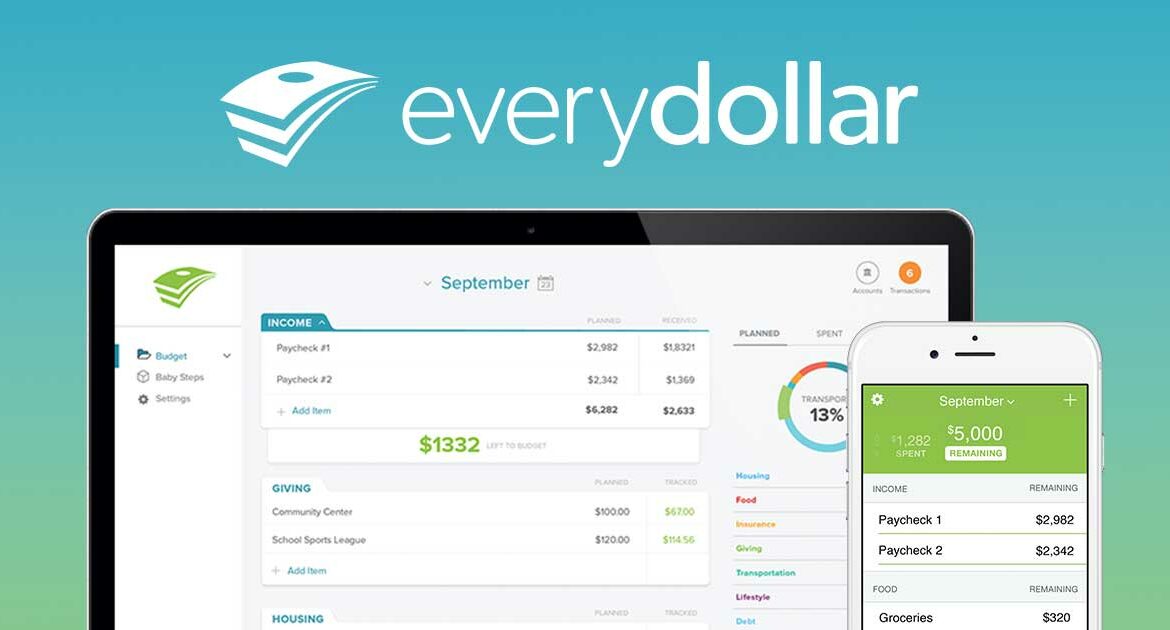 everydollar
September 23
Accounts
6
Transactions
Budget
Baby Steps
Settings
INCOME PLANNED RECEIVED
Paycheck #1 $2,982 $1,8321
Paycheck #2 $2,342 $1,369
+ Add Item $6,282 $2,633
$1332 LEFT TO BUDGET
GIVING PLANNED TRACKED
Community Center $100.00 $67.00
School Sports League $120.00 $114.56
+ Add Item
HOUSING PLANNED TRACKED
PLANNED SPENT
TRANSPOR
13%
Housing
Food
Insurance
Giving
Transportation
Lifestyle
Debt
September +
$1,282 SPENT
$5,000 REMAINING
INCOME REMAINING
Paycheck 1 $2,982
Paycheck 2 $2,342
FOOD REMAINING
Groceries $320